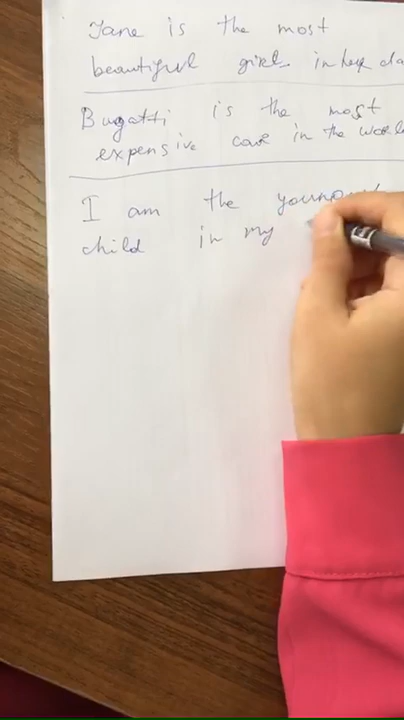 Jane is the most
beautiful girl in her
Bugatti is the most
expensive car in the world
I am the
child in my